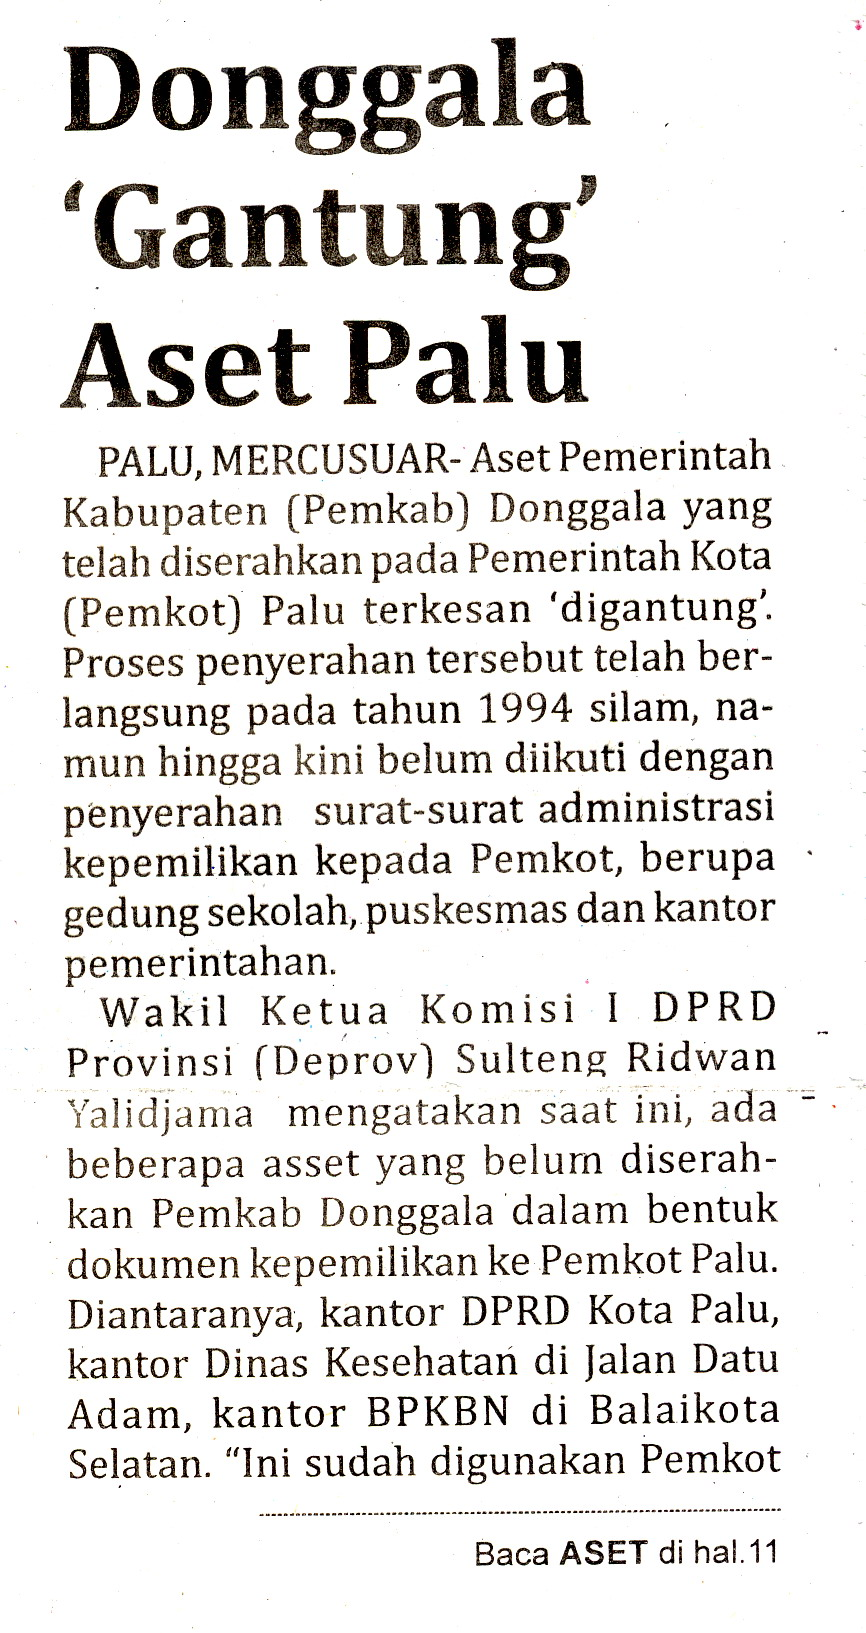 Donggala
‘Gantung’
Aset Palu
PALU, MERCUSUAR- Aset Pemerintah
Kabupaten (Pemkab) Donggala yang
telah diserahkan pada Pemerintah Kota
(Pemkot) Palu terkesan ‘digantung’.
Proses penyerahan tersebut telah ber-
langsung pada tahun 1994 silam, na-
mun hingga kini belum diikuti dengan
penyerahan surat-surat administrasi
kepemilikan kepada Pemkot, berupa
gedung sekolah, puskesmas dan kantor
pemerintahan.
Wakil Ketua Komisi I DPRD
Provinsi (Deprov) Sulteng Ridwan
Yalidjama mengatakan saat ini, ada
beberapa asset yang belum diserah-
kan Pemkab Donggala dalam bentuk
dokumen kepemilikan ke Pemkot Palu.
Diantaranya, kantor DPRD Kota Palu,
kantor Dinas Kesehatan di Jalan Datu
Adam, kantor BPKBN di Balaikota
Selatan. “Ini sudah digunakan Pemkot
Baca ASET di hal.11